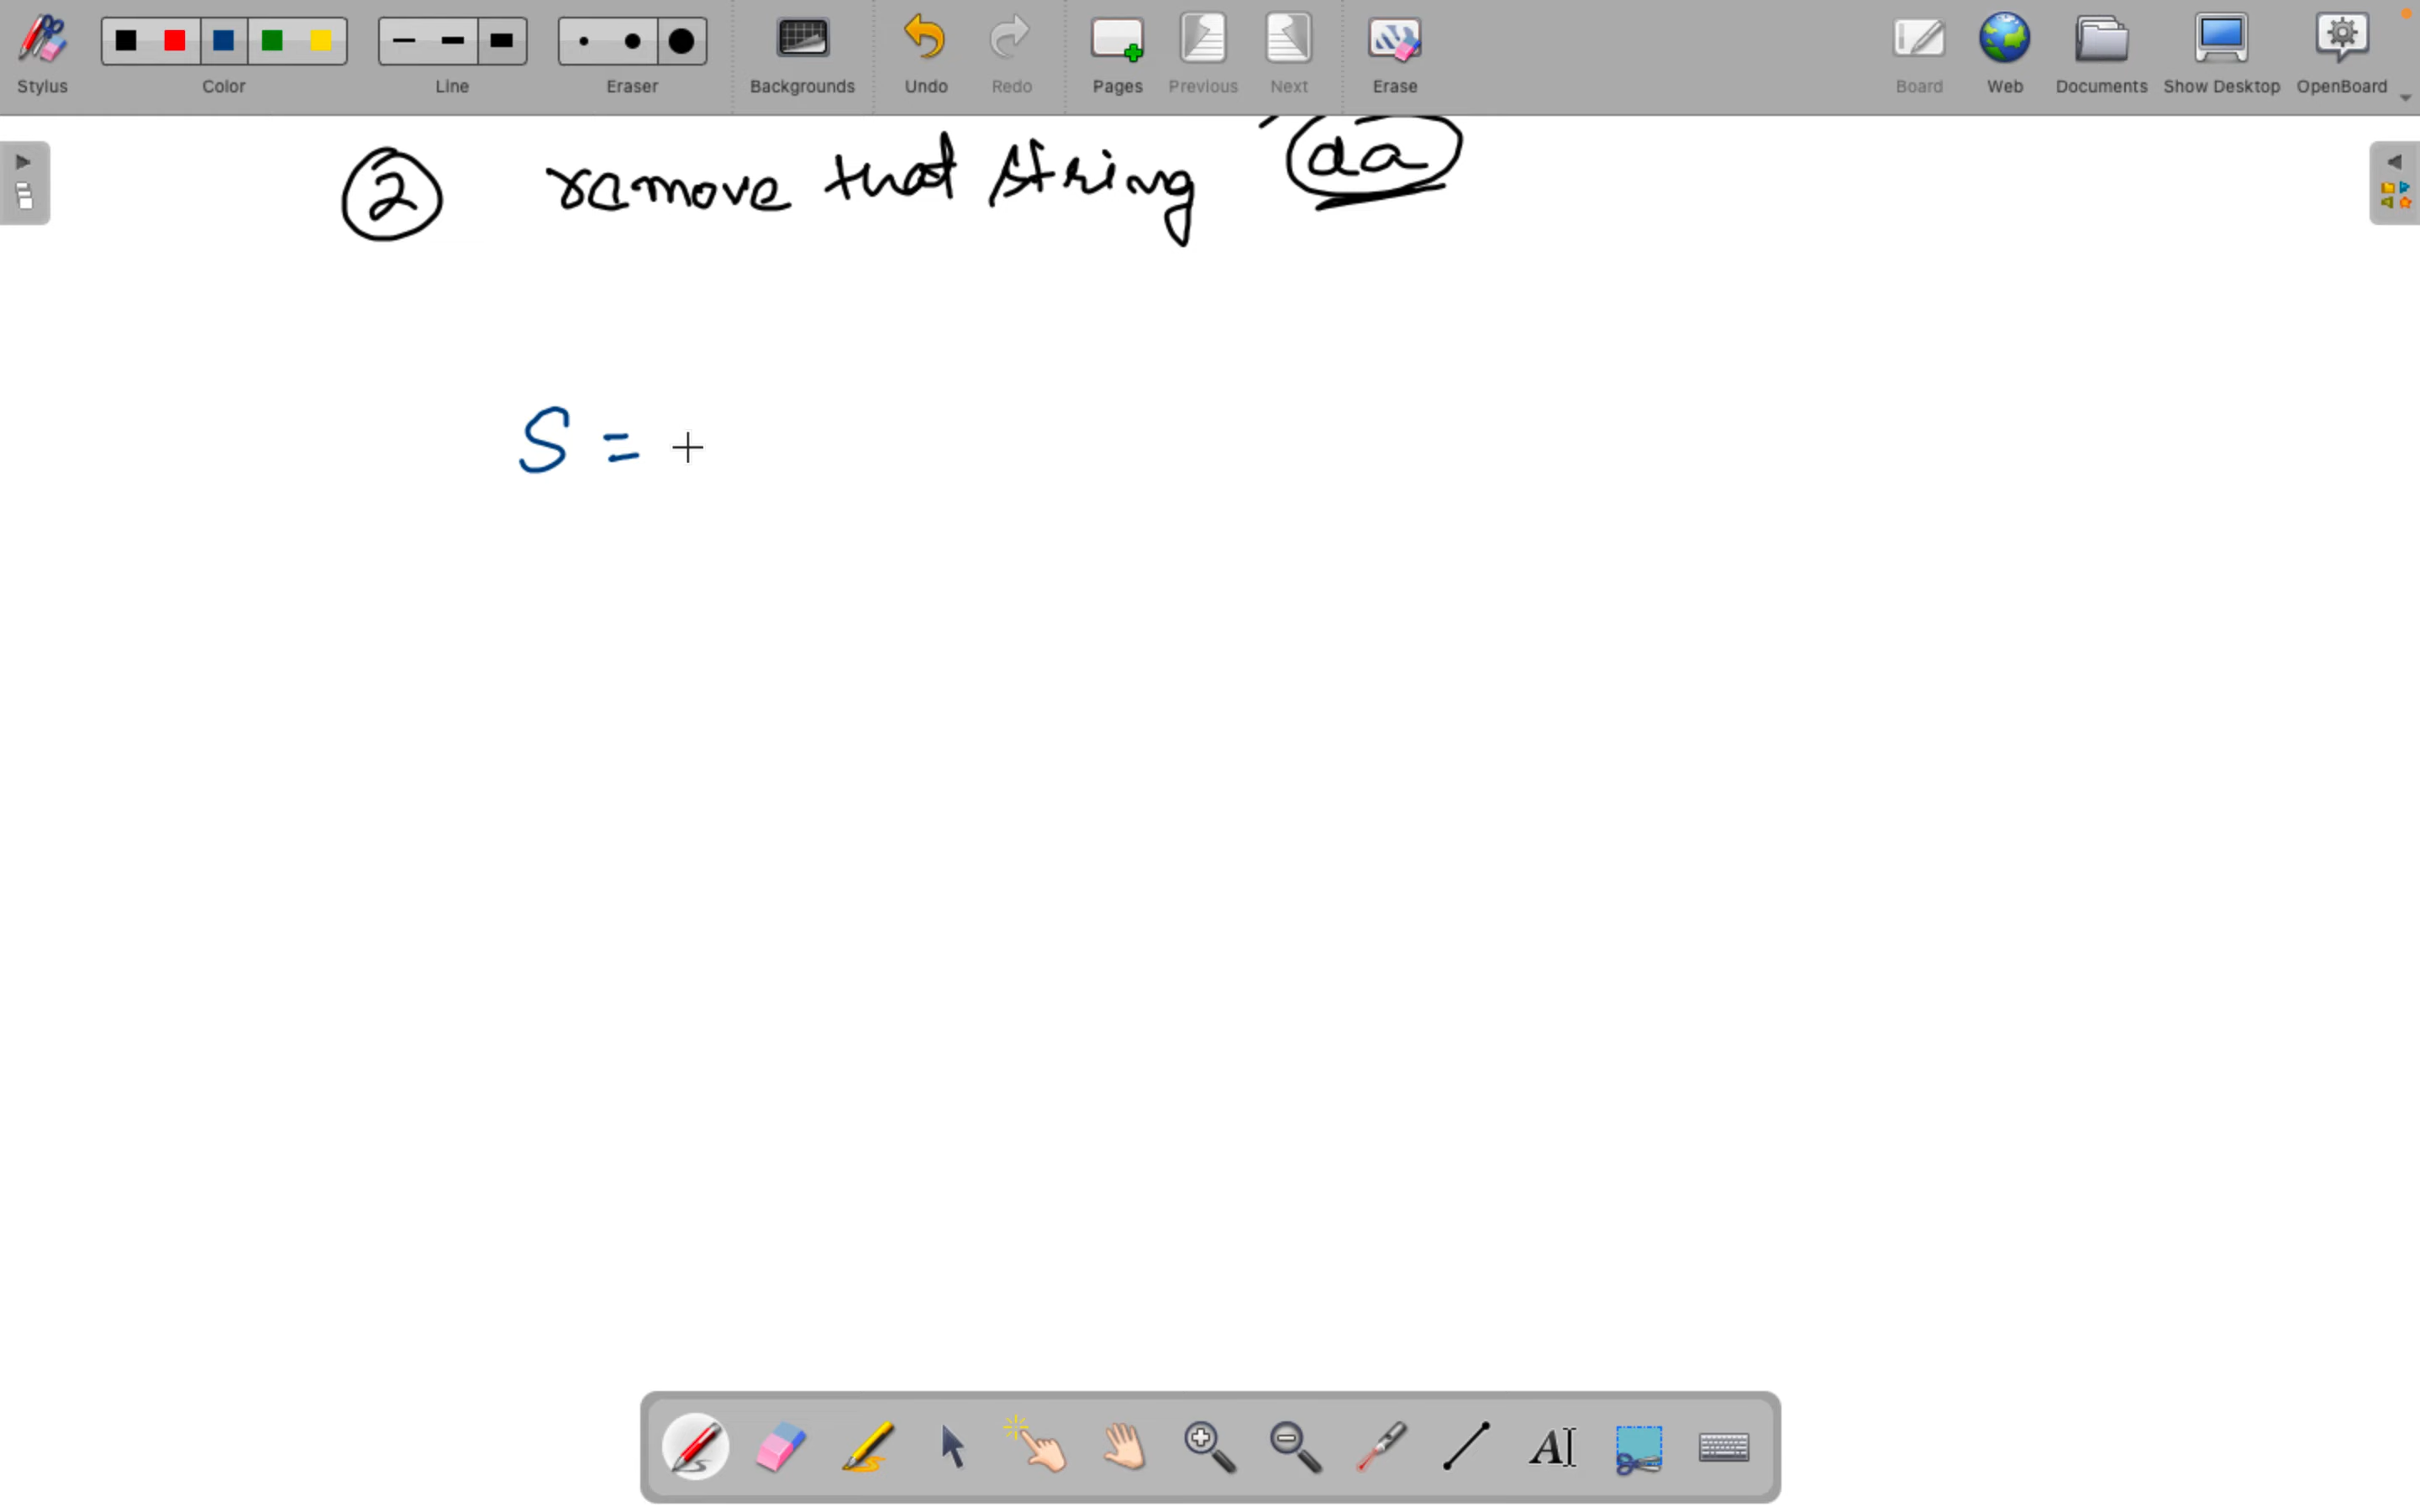 Stylus Color Line Eraser Backgrounds Undo Redo Pages Previous Next Erase Board Web Documents Show Desktop OpenBoard
aa
② remove that string
S =